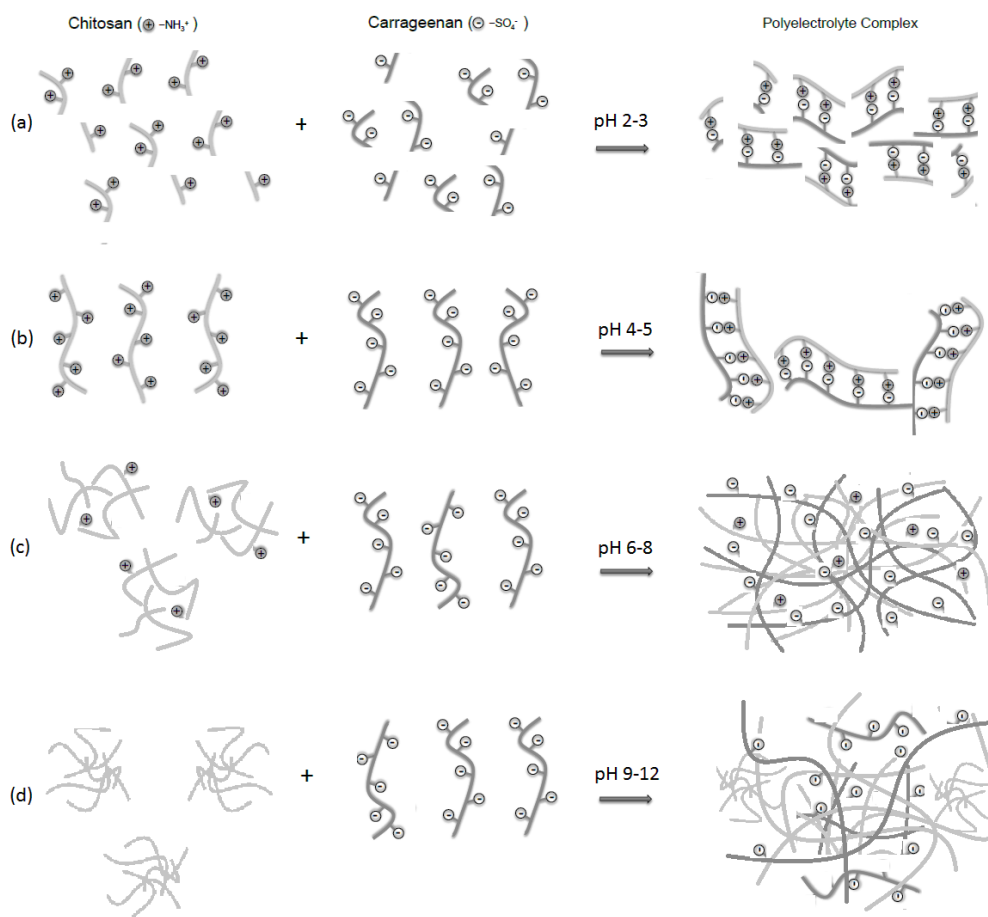 Chitosan (⊕ –NH₃⁺)
Carrageenan (⊖ –SO₄⁻)
Polyelectrolyte Complex
(a)
+
pH 2-3
(b)
+
pH 4-5
(c)
+
pH 6-8
(d)
+
pH 9-12